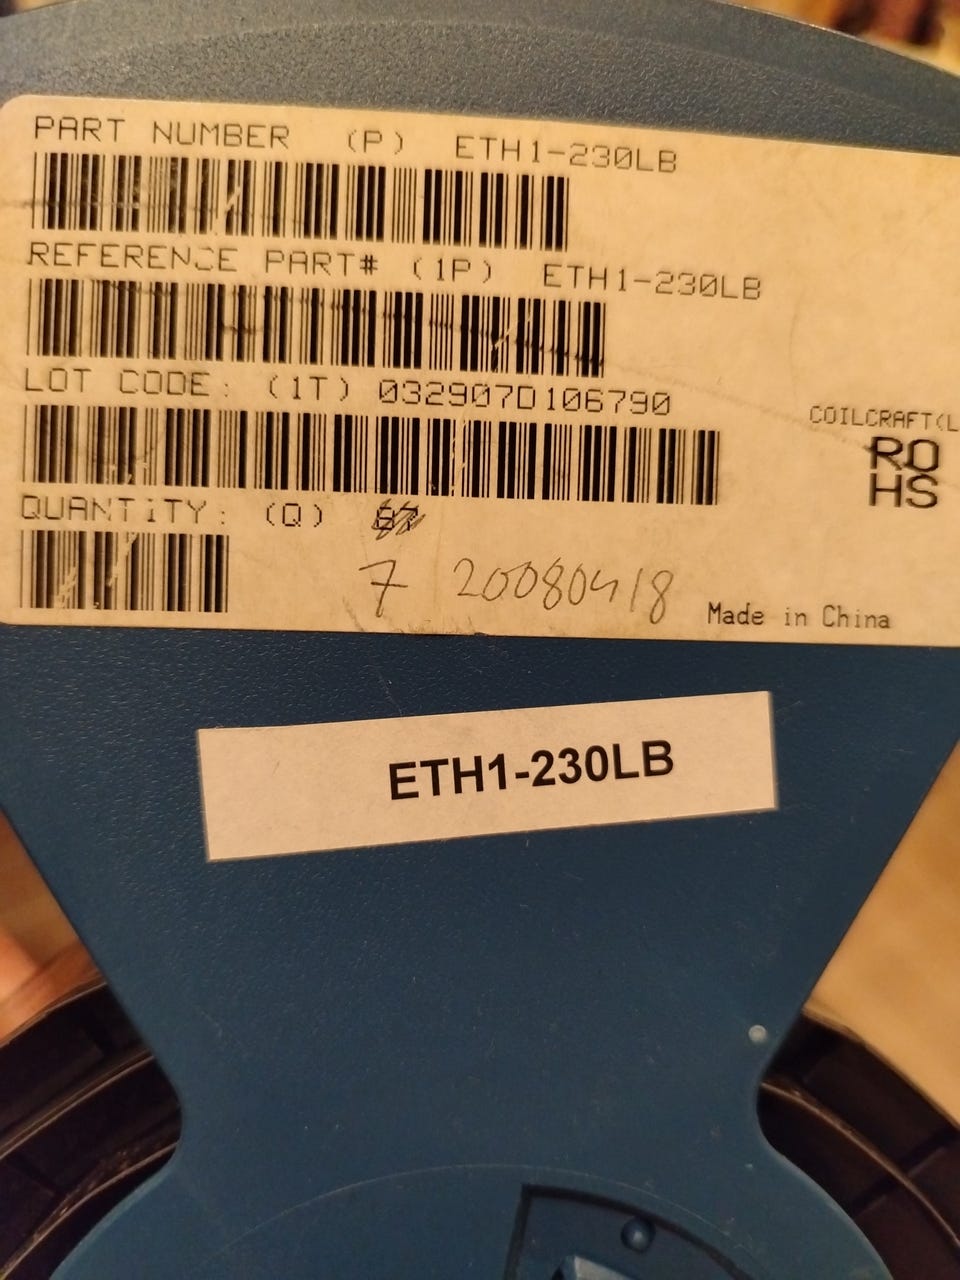 PART NUMBER (P) ETH1-230LB
REFERENCE PART# (1P) ETH1-230LB
LOT CODE: (1T) 032907D106790
COILCRAFT(L
RO
HS
QUANTITY: (Q)
7 20080418
Made in China
ETH1-230LB